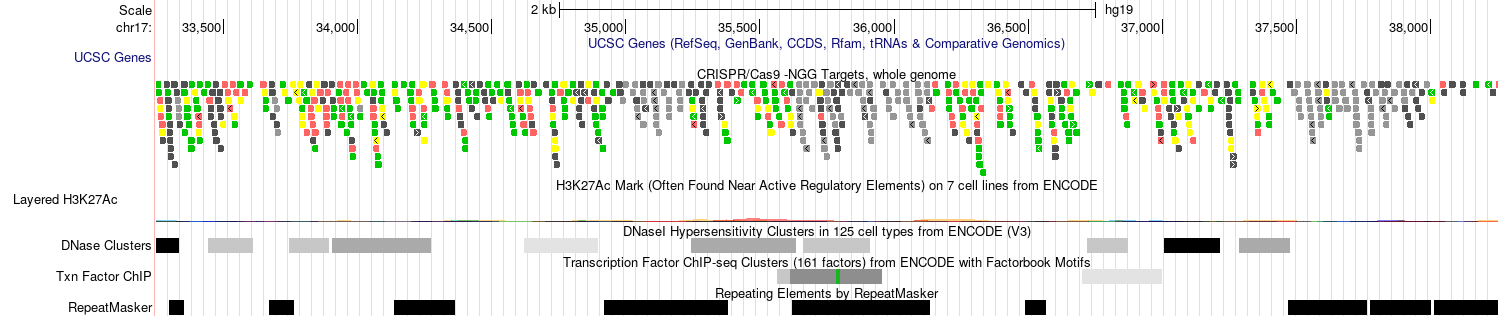 Scale 2 kb hg19
chr17: 33,500 34,000 34,500 35,000 35,500 36,000 36,500 37,000 37,500 38,000
UCSC Genes (RefSeq, GenBank, CCDS, Rfam, tRNAs & Comparative Genomics)
UCSC Genes
CRISPR/Cas9 -NGG Targets, whole genome
H3K27Ac Mark (Often Found Near Active Regulatory Elements) on 7 cell lines from ENCODE
Layered H3K27Ac
DNaseI Hypersensitivity Clusters in 125 cell types from ENCODE (V3)
DNase Clusters
Transcription Factor ChIP-seq Clusters (161 factors) from ENCODE with Factorbook Motifs
Txn Factor ChIP
Repeating Elements by RepeatMasker
RepeatMasker